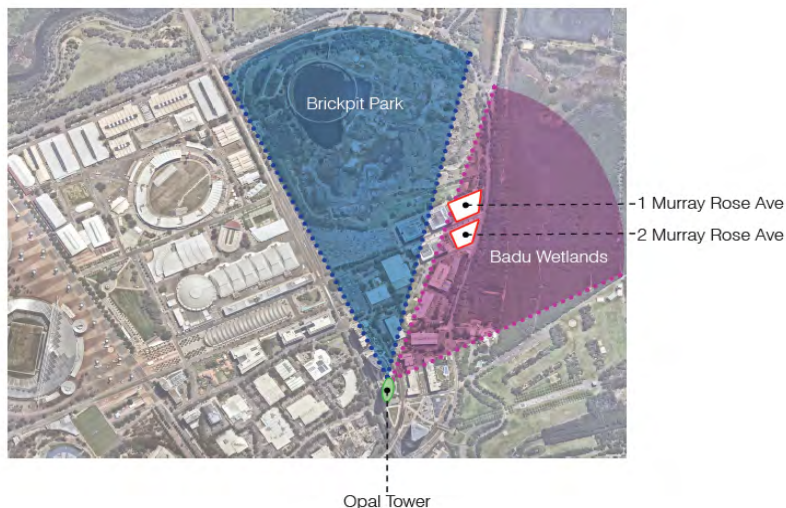 Brickpit Park
1 Murray Rose Ave
2 Murray Rose Ave
Badu Wetlands
Opal Tower